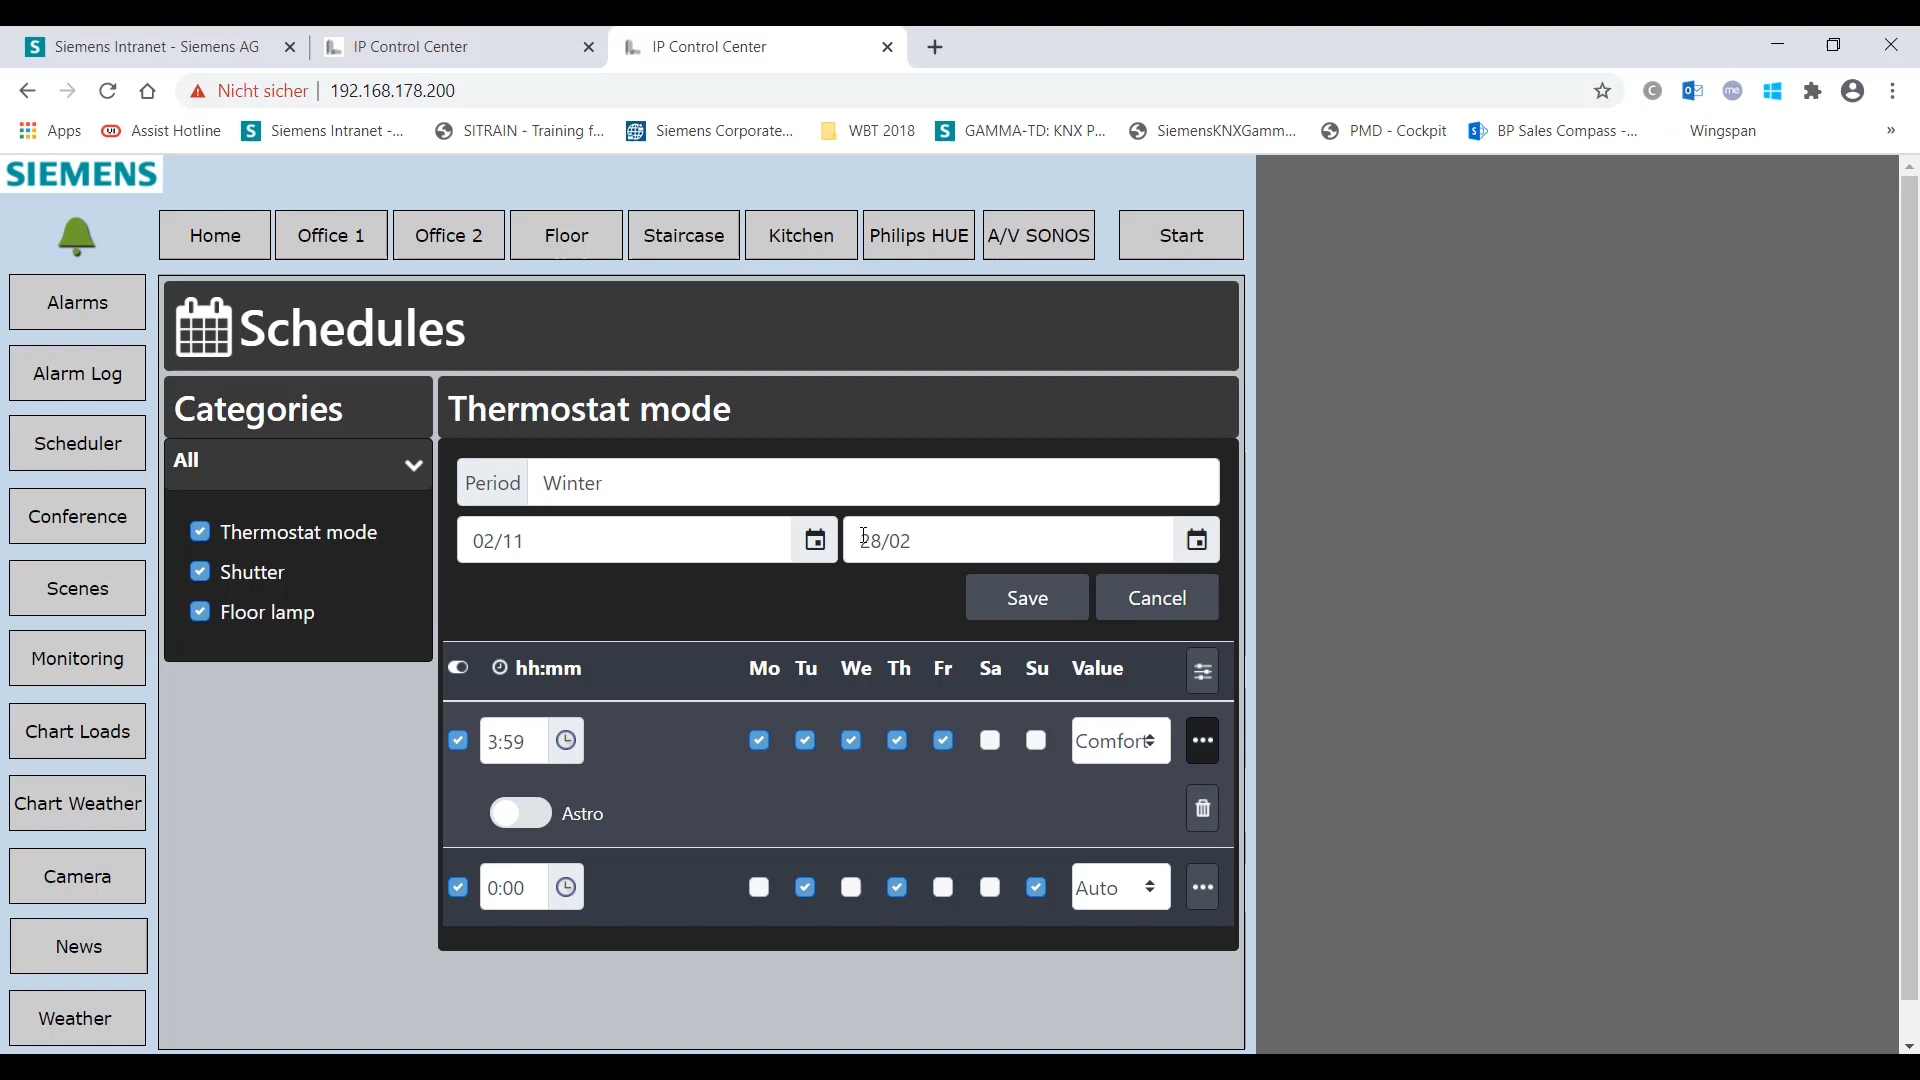 Siemens Intranet - Siemens AG
IP Control Center
IP Control Center
Nicht sicher | 192.168.178.200
Apps
Assist Hotline
Siemens Intranet -...
SITRAIN - Training f...
Siemens Corporate...
WBT 2018
GAMMA-TD: KNX P...
SiemensKNXGamm...
PMD - Cockpit
BP Sales Compass -...
Wingspan
»
SIEMENS
Home
Office 1
Office 2
Floor
Staircase
Kitchen
Philips HUE
A/V SONOS
Start
Alarms
Alarm Log
Scheduler
Conference
Scenes
Monitoring
Chart Loads
Chart Weather
Camera
News
Weather
Schedules
Categories
All
Thermostat mode
Shutter
Floor lamp
Thermostat mode
Period Winter
02/11
28/02
Save
Cancel
hh:mm Mo Tu We Th Fr Sa Su Value
3:59 Comfort
Astro
0:00 Auto